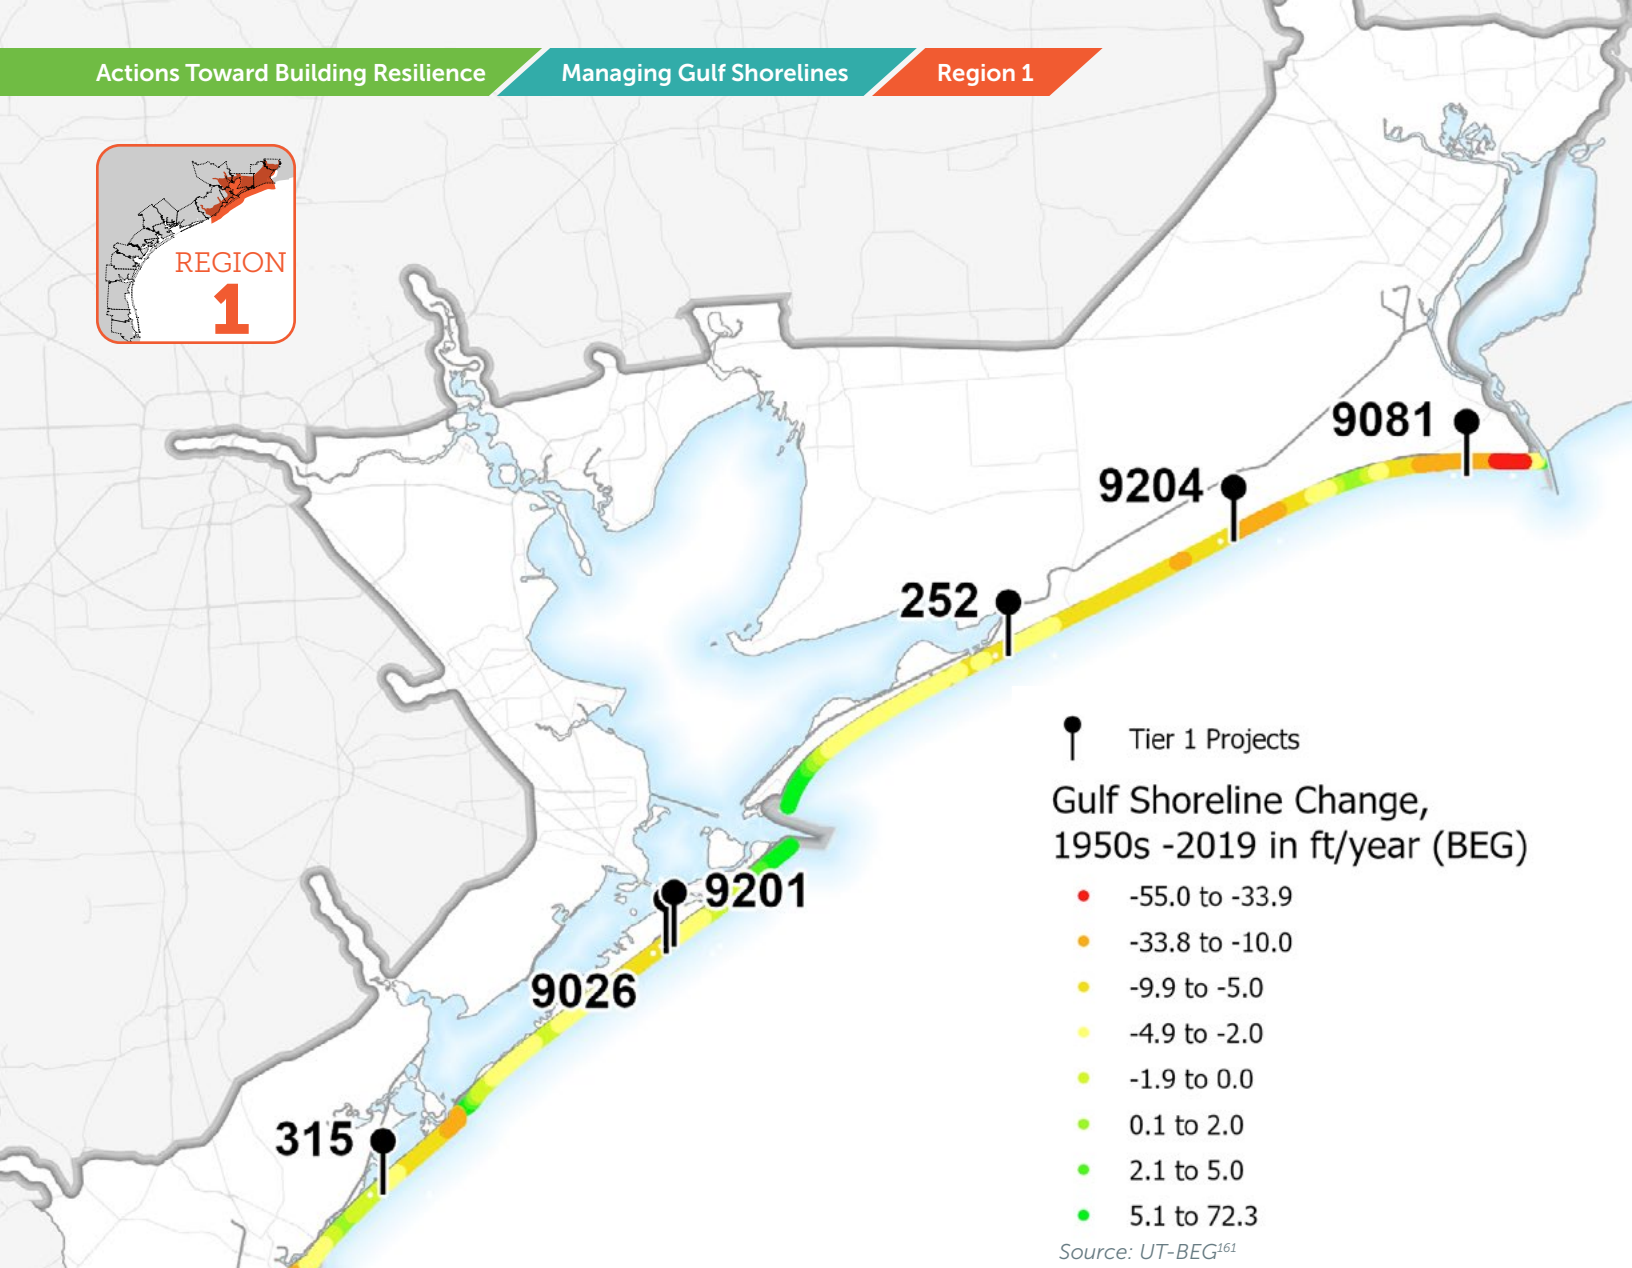 Actions Toward Building Resilience
Managing Gulf Shorelines
Region 1
REGION
1
9081
9204
252
9201
9026
315
Tier 1 Projects
Gulf Shoreline Change,
1950s -2019 in ft/year (BEG)
-55.0 to -33.9
-33.8 to -10.0
-9.9 to -5.0
-4.9 to -2.0
-1.9 to 0.0
0.1 to 2.0
2.1 to 5.0
5.1 to 72.3
Source: UT-BEG161